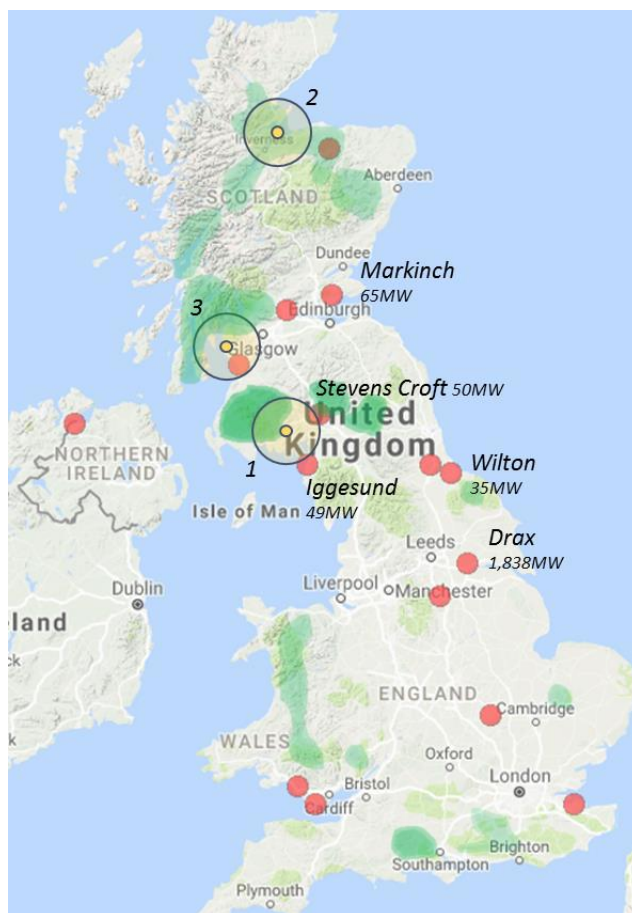 2
Inverness
Aberdeen
SCOTLAND
Dundee
Markinch
65MW
3
Edinburgh
Glasgow
Stevens Croft 50MW
United
Kingdom
NORTHERN
IRELAND
1
Iggesund
49MW
Wilton
35MW
Isle of Man
Drax
1,838MW
Leeds
Dublin
Liverpool
Manchester
land
ck
ENGLAND
Cambridge
k
WALES
Oxford
London
Bristol
Cardiff
Southampton
Brighton
Plymouth